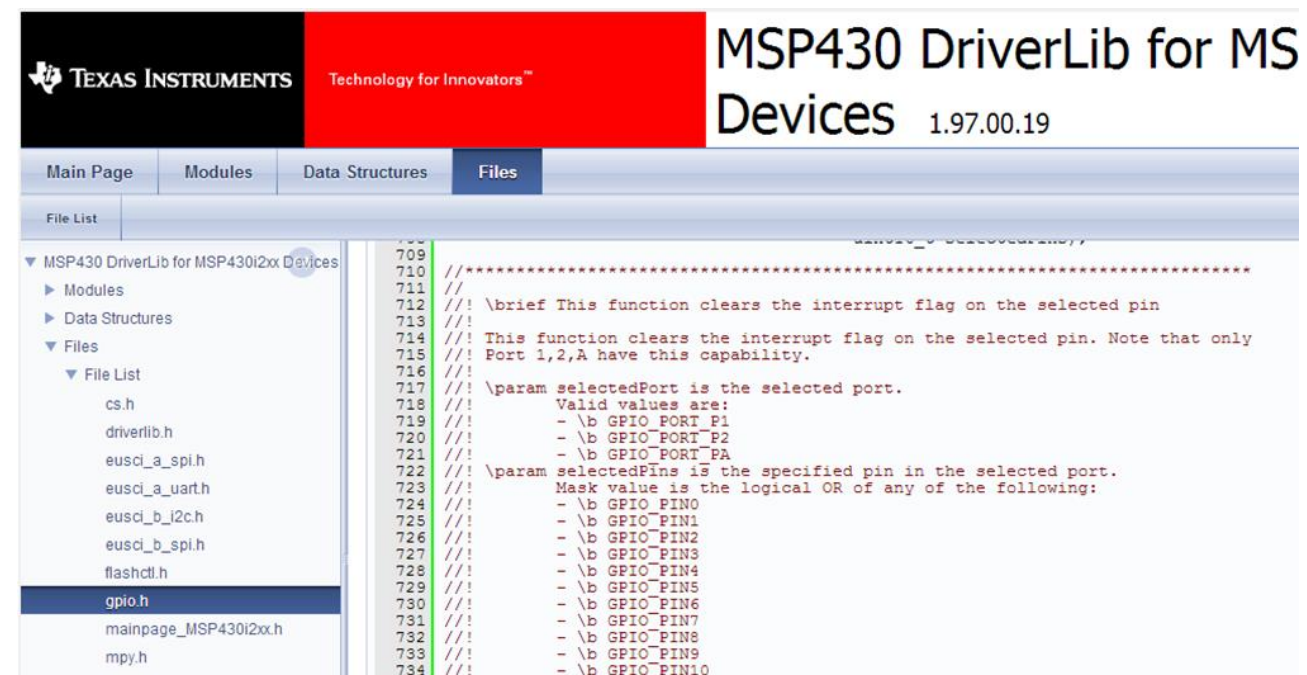 TEXAS INSTRUMENTS
Technology for Innovators™
MSP430 DriverLib for MS
Devices 1.97.00.19
Main Page Modules Data Structures Files
File List
MSP430 DriverLib for MSP430i2xx Devices
Modules
Data Structures
Files
File List
cs.h
driverlib.h
eusci_a_spi.h
eusci_a_uart.h
eusci_b_i2c.h
eusci_b_spi.h
flashctl.h
gpio.h
mainpage_MSP430i2xx.h
mpy.h
709
710 //*****************************************************************************
711 //
712 //! \brief This function clears the interrupt flag on the selected pin
713 //!
714 //! This function clears the interrupt flag on the selected pin. Note that only
715 //! Port 1,2,A have this capability.
716 //!
717 //! \param selectedPort is the selected port.
718 //! Valid values are:
719 //! - \b GPIO_PORT_P1
720 //! - \b GPIO_PORT_P2
721 //! - \b GPIO_PORT_PA
722 //! \param selectedPins is the specified pin in the selected port.
723 //! Mask value is the logical OR of any of the following:
724 //! - \b GPIO_PIN0
725 //! - \b GPIO_PIN1
726 //! - \b GPIO_PIN2
727 //! - \b GPIO_PIN3
728 //! - \b GPIO_PIN4
729 //! - \b GPIO_PIN5
730 //! - \b GPIO_PIN6
731 //! - \b GPIO_PIN7
732 //! - \b GPIO_PIN8
733 //! - \b GPIO_PIN9
734 //! - \b GPIO_PIN10